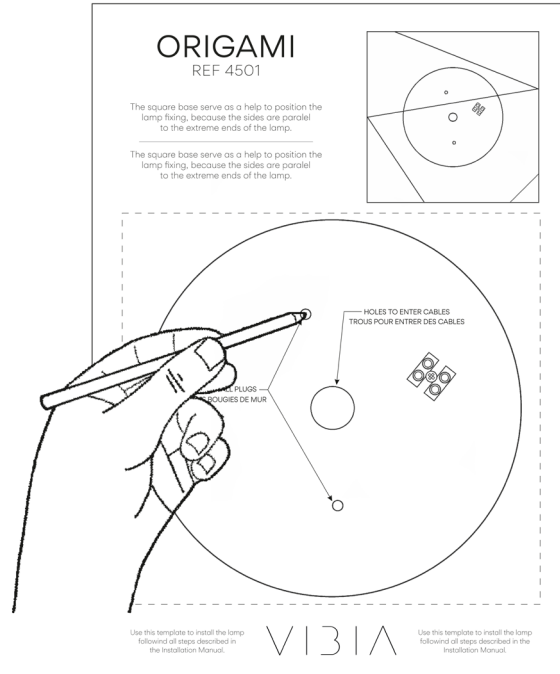 ORIGAMI
REF 4501
The square base serve as a help to position the
lamp fixing, because the sides are paralel
to the extreme ends of the lamp.
The square base serve as a help to position the
lamp fixing, because the sides are paralel
to the extreme ends of the lamp.
HOLES TO ENTER CABLES
TROUS POUR ENTRER DES CABLES
PLUGS
BOUGIES DE MUR
Use this template to install the lamp
followind all steps described in
the Installation Manual.
VIBIA
Use this template to install the lamp
followind all steps described in
Installation Manual.